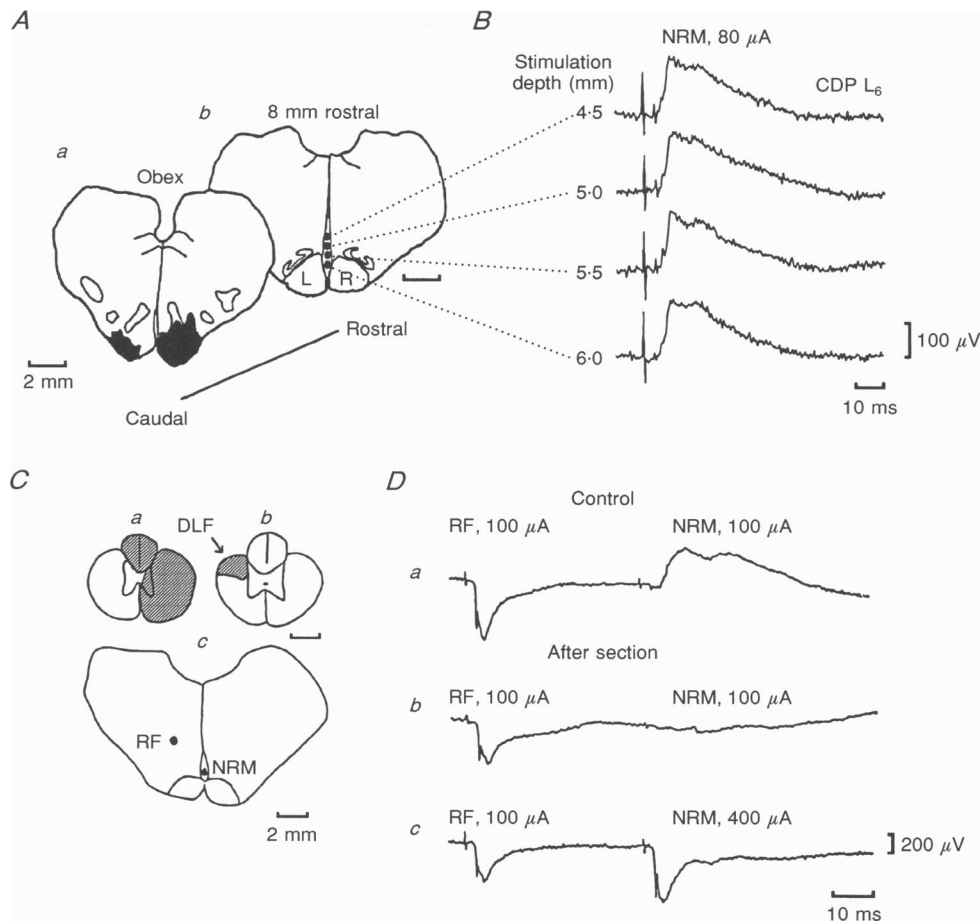 A
a
Obex
b
8 mm rostral
L
R
2 mm
Rostral
Caudal
B
NRM, 80 μA
Stimulation
depth (mm)
CDP L6
4·5
5·0
5·5
6·0
100 μV
10 ms
C
a
DLF
b
c
RF
NRM
2 mm
D
Control
RF, 100 μA NRM, 100 μA
a
After section
RF, 100 μA NRM, 100 μA
b
RF, 100 μA NRM, 400 μA
c
200 μV
10 ms